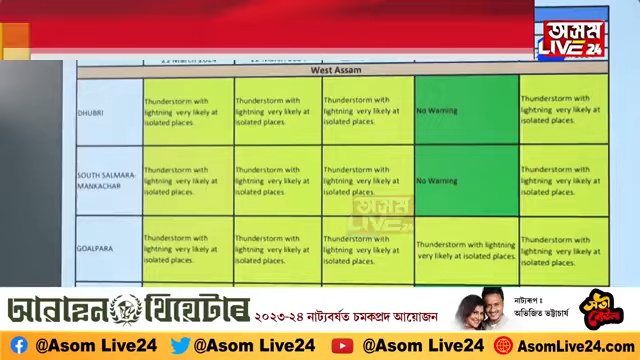 অসম
LIVE24
West Assam
DHUBRI
Thunderstorm with lightning very likely at isolated places.
Thunderstorm with lightning very likely at isolated places.
Thunderstorm with lightning very likely at isolated places.
No Warning
Thunderstorm with lightning very likely at isolated places.
SOUTH SALMARA-
MANKACHAR
Thunderstorm with lightning very likely at isolated places.
Thunderstorm with lightning very likely at isolated places.
Thunderstorm with lightning very likely at isolated places.
No Warning
Thunderstorm with lightning very likely at isolated places.
অসম
LIVE24
GOALPARA
Thunderstorm with lightning very likely at isolated places.
Thunderstorm with lightning very likely at isolated places.
Thunderstorm with lightning very likely at isolated places.
Thunderstorm with lightning very likely at isolated places.
Thunderstorm with lightning very likely at isolated places.
আৱাহন থিয়েটাৰ
২০২৩-২৪ নাট্যবৰ্ষত চমকপ্ৰদ আয়োজন
নাট্যৰূপ :
অভিজিত ভট্টাচাৰ্য
@Asom Live24 @AsomLive24 @Asom Live24 @AsomLive24.com